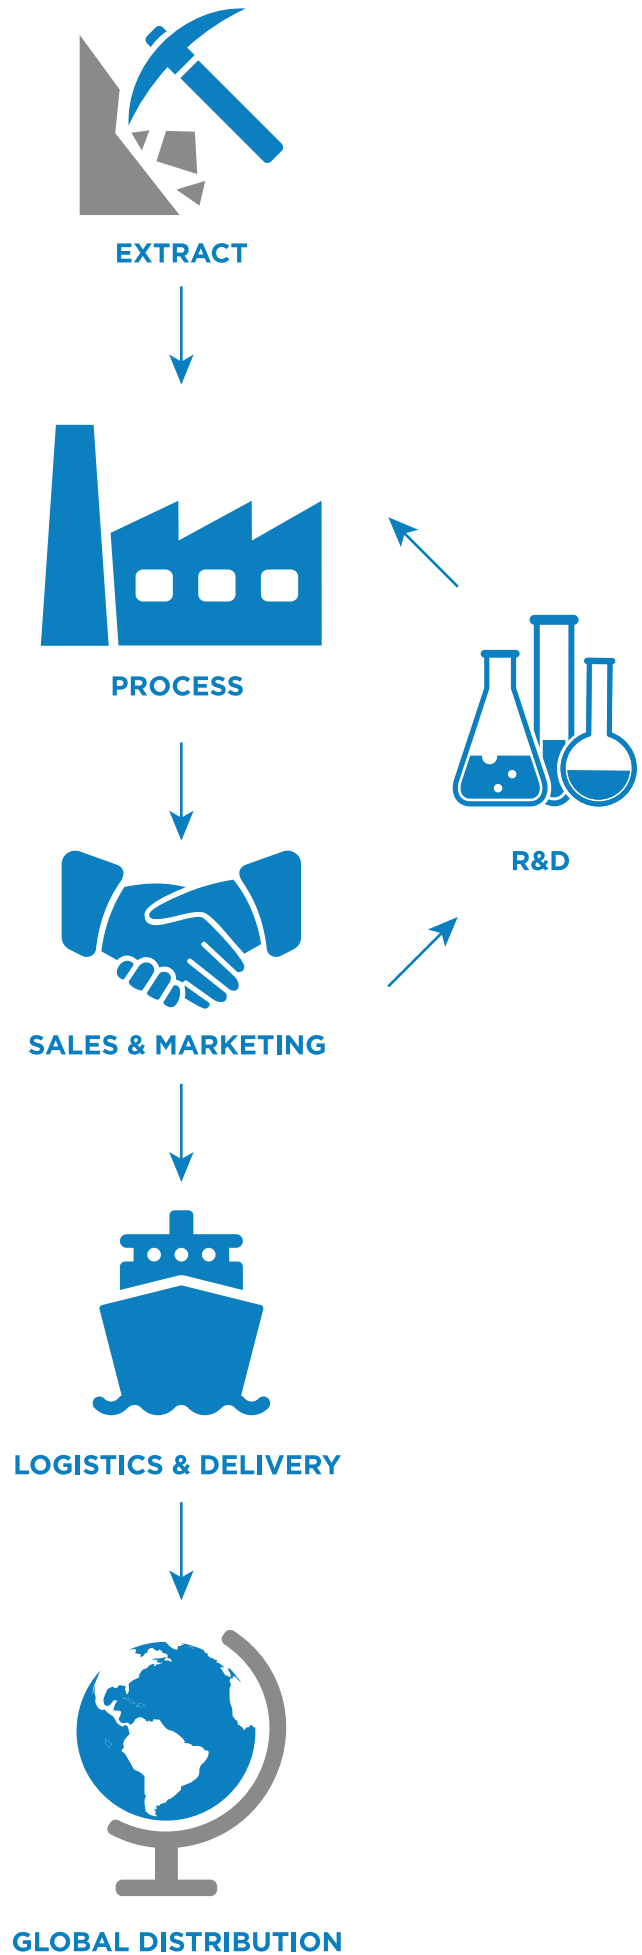 EXTRACT
PROCESS
R&D
SALES & MARKETING
LOGISTICS & DELIVERY
GLOBAL DISTRIBUTION